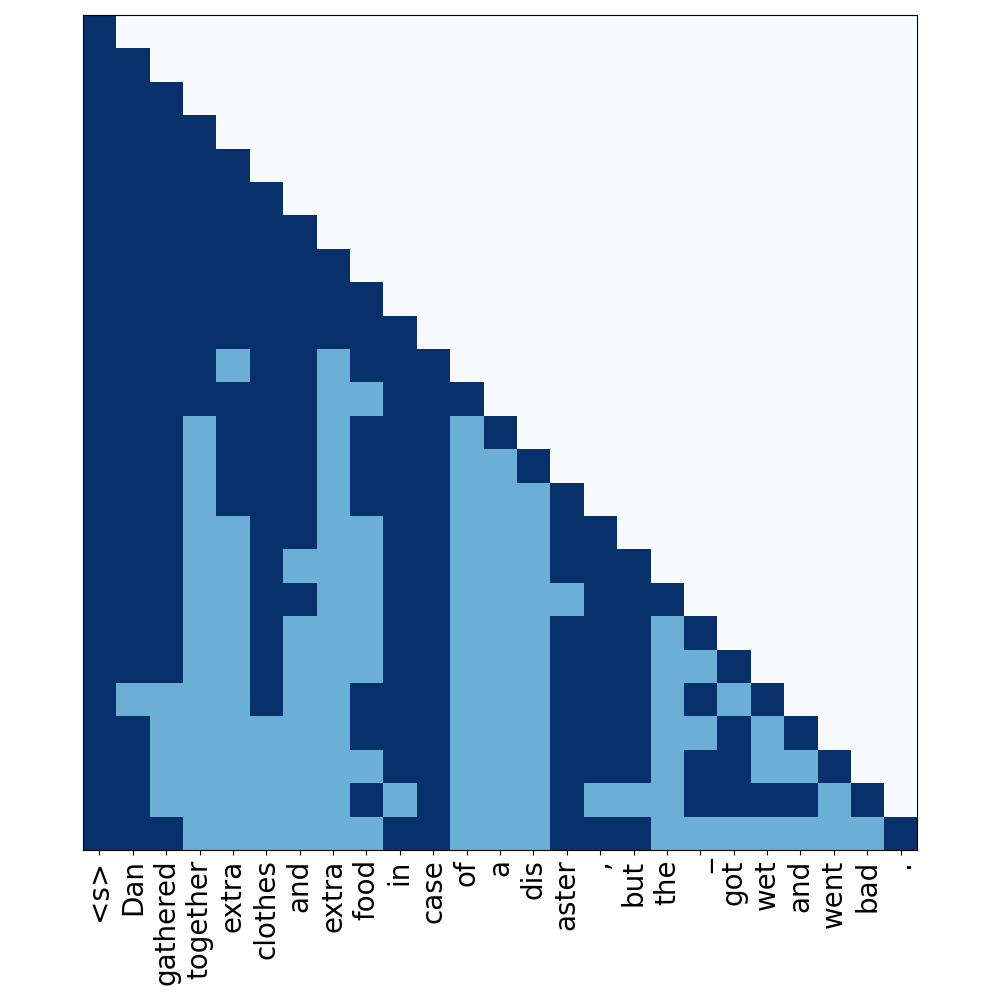 <s>
Dan
gathered
together
extra
clothes
and
extra
food
in
case
of
a
dis
aster
,
but
the
_
got
wet
and
went
bad
.